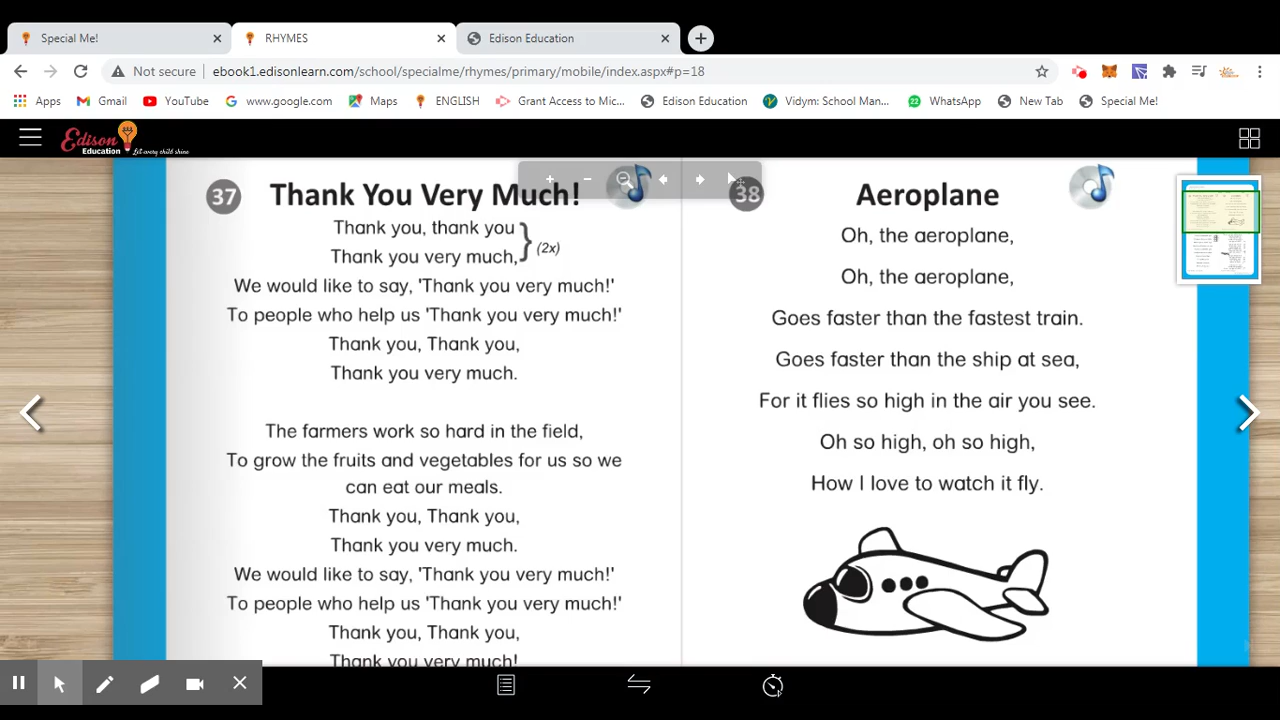 Special Me!
RHYMES
Edison Education
Not secure
ebook1.edisonlearn.com/school/specialme/rhymes/primary/mobile/index.aspx#p=18
Apps
Gmail
YouTube
www.google.com
Maps
ENGLISH
Grant Access to Mic...
Edison Education
Vidym: School Man...
22
WhatsApp
New Tab
Special Me!
Edison
Education
Let every child shine
37
Thank You Very Much!
Thank you, thank you
Thank you very much,
(2x)
We would like to say, 'Thank you very much!'
To people who help us 'Thank you very much!'
Thank you, Thank you,
Thank you very much.
The farmers work so hard in the field,
To grow the fruits and vegetables for us so we
can eat our meals.
Thank you, Thank you,
Thank you very much.
We would like to say, 'Thank you very much!'
To people who help us 'Thank you very much!'
Thank you, Thank you,
Thank you very much!
38
Aeroplane
Oh, the aeroplane,
Oh, the aeroplane,
Goes faster than the fastest train.
Goes faster than the ship at sea,
For it flies so high in the air you see.
Oh so high, oh so high,
How I love to watch it fly.